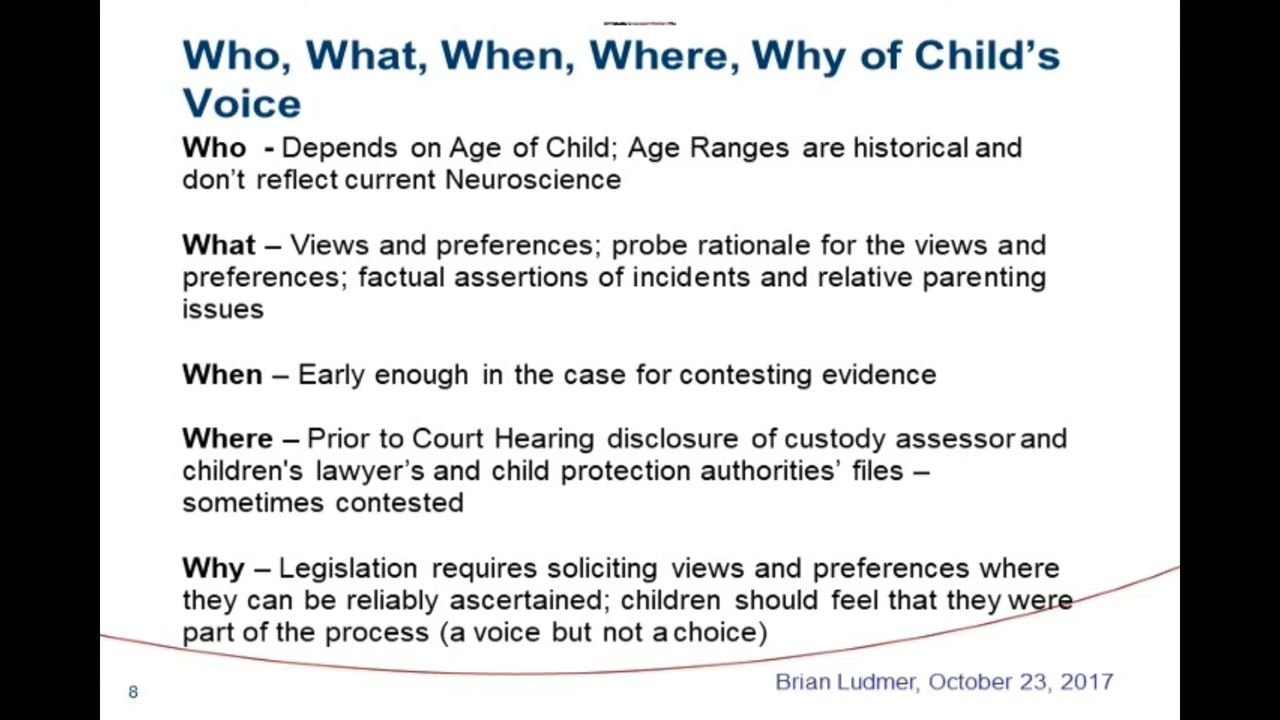 Who, What, When, Where, Why of Child’s
Voice
Who - Depends on Age of Child; Age Ranges are historical and
don’t reflect current Neuroscience
What – Views and preferences; probe rationale for the views and
preferences; factual assertions of incidents and relative parenting
issues
When – Early enough in the case for contesting evidence
Where – Prior to Court Hearing disclosure of custody assessor and
children's lawyer’s and child protection authorities’ files –
sometimes contested
Why – Legislation requires soliciting views and preferences where
they can be reliably ascertained; children should feel that they were
part of the process (a voice but not a choice)
8
Brian Ludmer, October 23, 2017